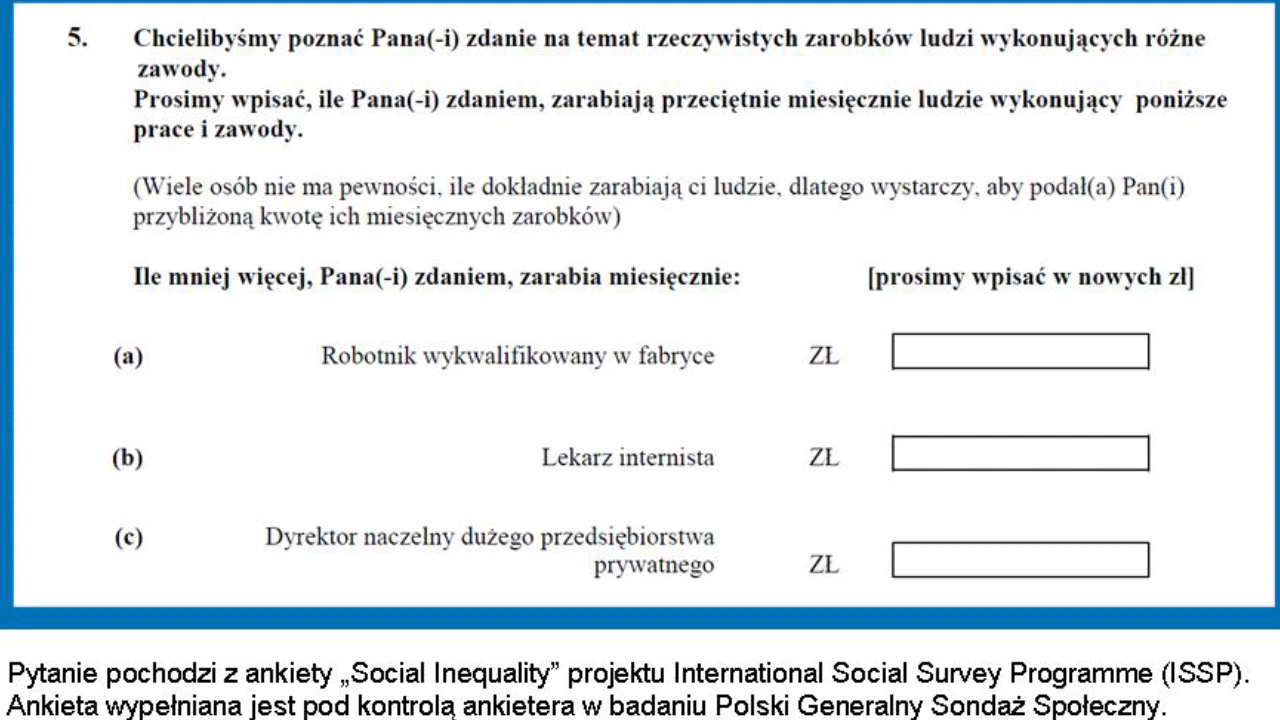 5. Chcielibyśmy poznać Pana(-i) zdanie na temat rzeczywistych zarobków ludzi wykonujących różne
zawody.
Prosimy wpisać, ile Pana(-i) zdaniem, zarabiają przeciętnie miesięcznie ludzie wykonujący poniższe
prace i zawody.
(Wiele osób nie ma pewności, ile dokładnie zarabiają ci ludzie, dlatego wystarczy, aby podał(a) Pan(i)
przybliżoną kwotę ich miesięcznych zarobków)
Ile mniej więcej, Pana(-i) zdaniem, zarabia miesięcznie: [prosimy wpisać w nowych zł]
(a) Robotnik wykwalifikowany w fabryce ZŁ
(b) Lekarz internista ZŁ
(c) Dyrektor naczelny dużego przedsiębiorstwa
prywatnego ZŁ
Pytanie pochodzi z ankiety „Social Inequality” projektu International Social Survey Programme (ISSP).
Ankieta wypełniana jest pod kontrolą ankietera w badaniu Polski Generalny Sondaż Społeczny.